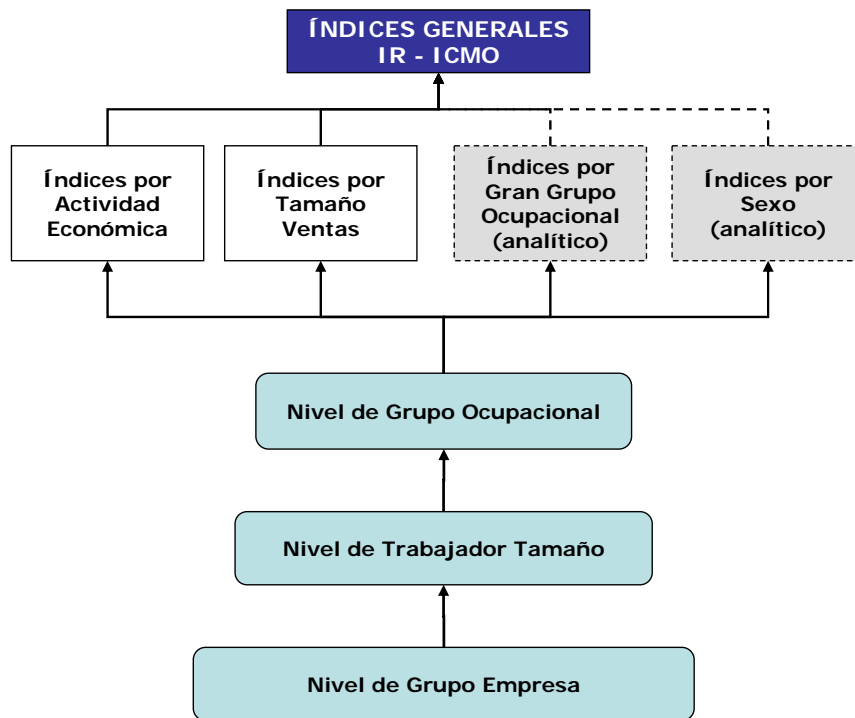 ÍNDICES GENERALES
IR - ICMO
Índices por
Actividad
Económica
Índices por
Tamaño
Ventas
Índices por
Gran Grupo
Ocupacional
(analítico)
Índices por
Sexo
(analítico)
Nivel de Grupo Ocupacional
Nivel de Trabajador Tamaño
Nivel de Grupo Empresa